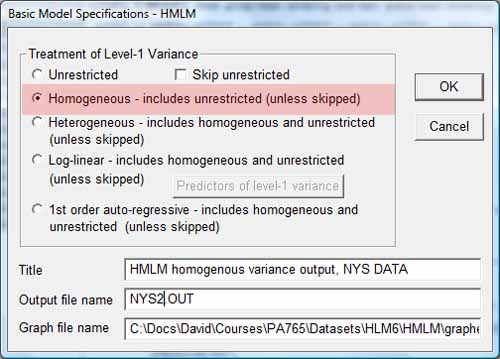 Basic Model Specifications - HMLM
Treatment of Level-1 Variance
Unrestricted
Skip unrestricted
Homogeneous - includes unrestricted (unless skipped)
Heterogeneous - includes homogeneous and unrestricted
(unless skipped)
Log-linear - includes homogeneous and unrestricted
(unless skipped)
Predictors of level-1 variance
1st order auto-regressive - includes homogeneous and
unrestricted (unless skipped)
OK
Cancel
Title
HMLM homogenous variance output, NYS DATA
Output file name
NYS2 OUT
Graph file name
C:\Docs\David\Courses\PA765\Datasets\HLM6\HMLM\graphe